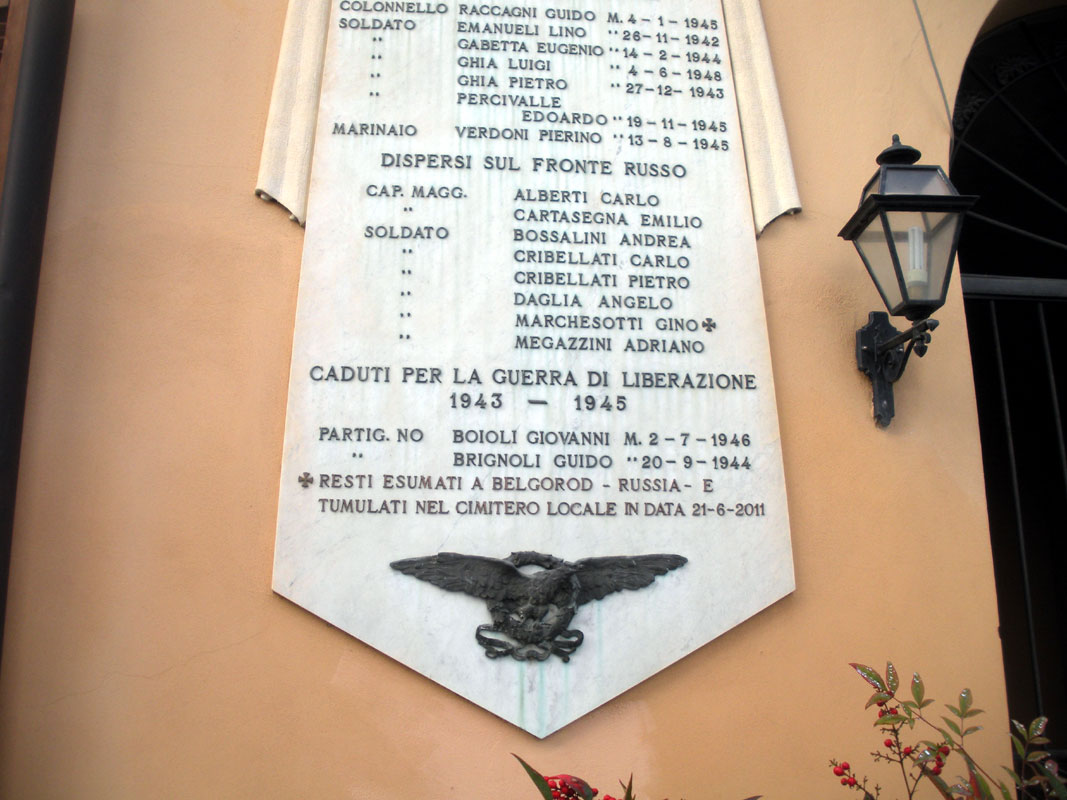 COLONNELLO RACCAGNI GUIDO M. 4-1-1945
SOLDATO EMANUELI LINO " 26-11-1942
" GABETTA EUGENIO " 14-2-1944
" GHIA LUIGI " 4-6-1948
" GHIA PIETRO " 27-12-1943
" PERCIVALLE
EDOARDO " 19-11-1945
MARINAIO VERDONI PIERINO " 13-8-1945
DISPERSI SUL FRONTE RUSSO
CAP. MAGG. ALBERTI CARLO
" CARTASEGNA EMILIO
SOLDATO BOSSALINI ANDREA
" CRIBELLATI CARLO
" CRIBELLATI PIETRO
" DAGLIA ANGELO
" MARCHESOTTI GINO ✠
" MEGAZZINI ADRIANO
CADUTI PER LA GUERRA DI LIBERAZIONE
1943 - 1945
PARTIG. NO BOIOLI GIOVANNI M. 2-7-1946
" BRIGNOLI GUIDO " 20-9-1944
✠ RESTI ESUMATI A BELGOROD - RUSSIA - E
TUMULATI NEL CIMITERO LOCALE IN DATA 21-6-2011